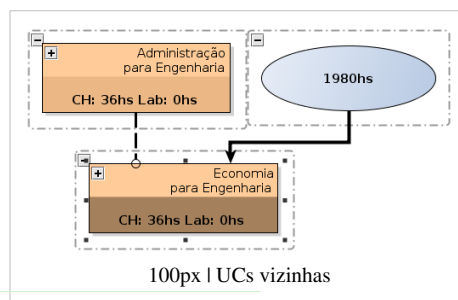 Administração
para Engenharia
CH: 36hs Lab: 0hs
1980hs
Economia
para Engenharia
CH: 36hs Lab: 0hs
100px | UCs vizinhas